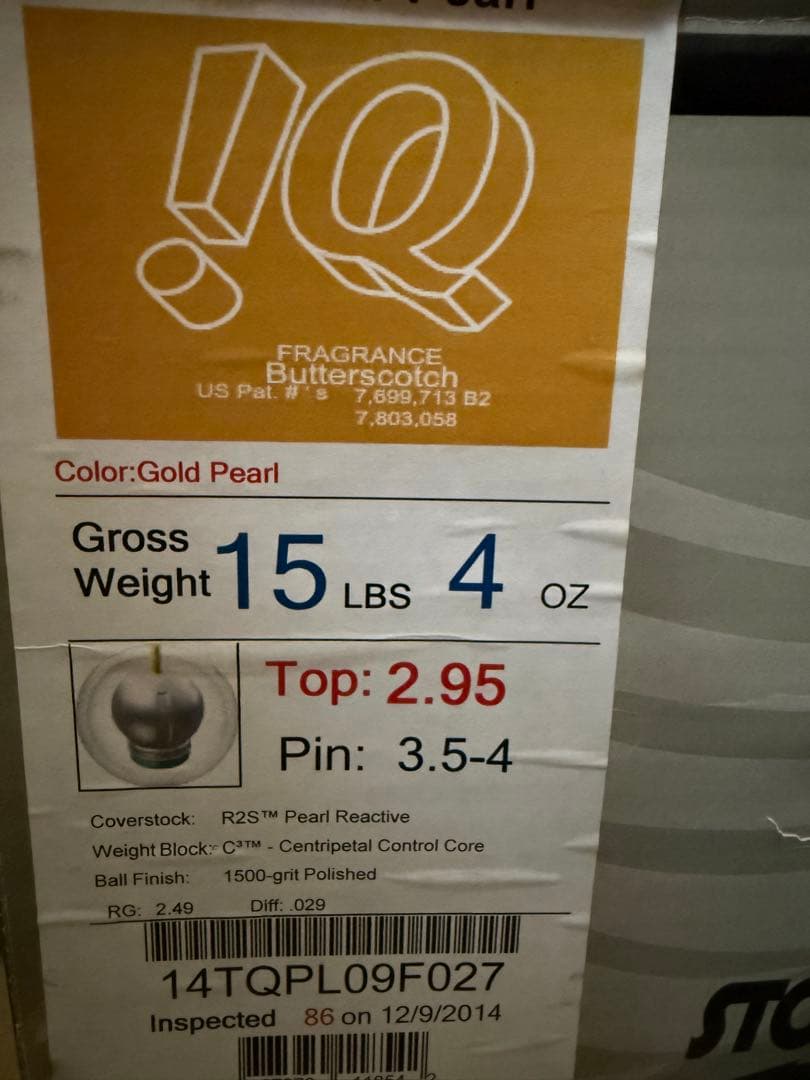 !Q
FRAGRANCE
Butterscotch
US Pat. #'s 7,699,713 B2
7,803,058
Color:Gold Pearl
Gross Weight 15 LBS 4 OZ
Top: 2.95
Pin: 3.5-4
Coverstock: R2S™ Pearl Reactive
Weight Block: C³™ - Centripetal Control Core
Ball Finish: 1500-grit Polished
RG: 2.49 Diff: .029
14TQPL09F027
Inspected 86 on 12/9/2014